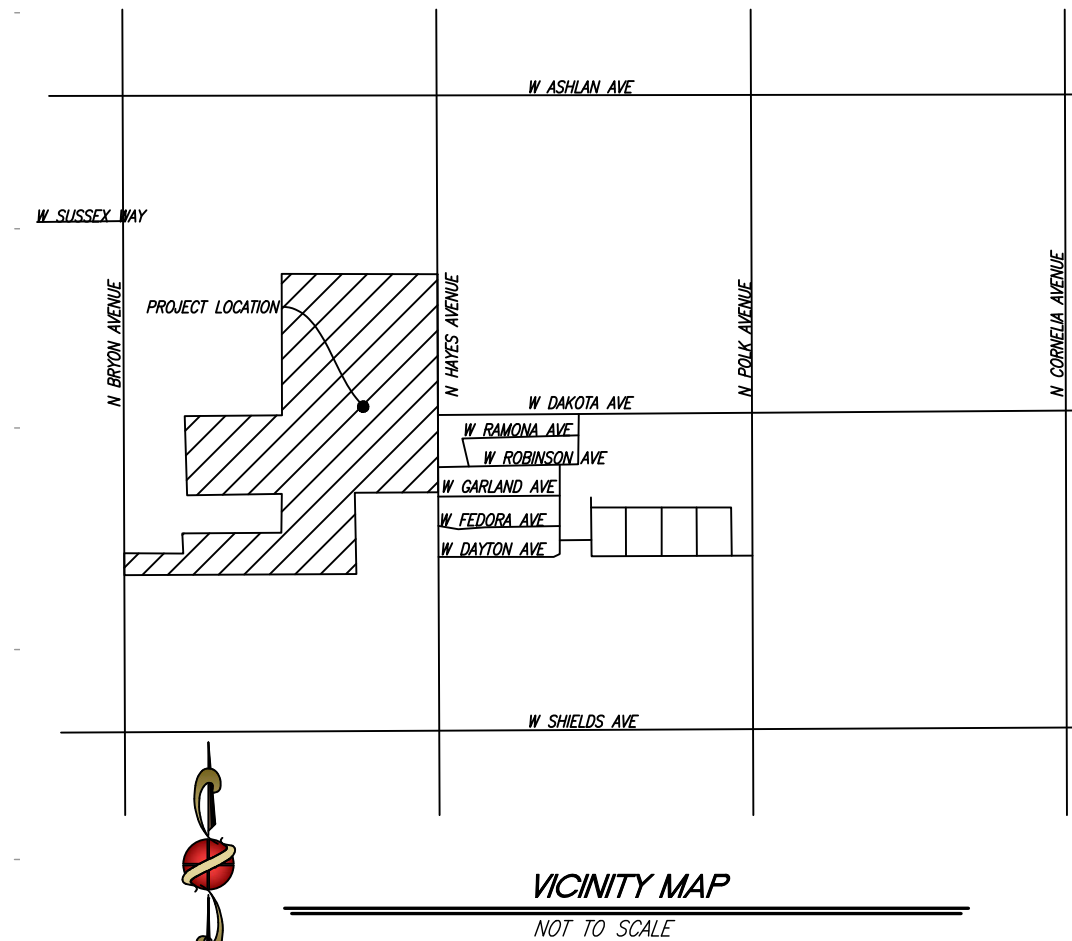 W ASHLAN AVE
W SUSSEX WAY
N BRYON AVENUE
PROJECT LOCATION
N HAYES AVENUE
N POLK AVENUE
N CORNELIA AVENUE
W DAKOTA AVE
W RAMONA AVE
W ROBINSON AVE
W GARLAND AVE
W FEDORA AVE
W DAYTON AVE
W SHIELDS AVE
VICINITY MAP
NOT TO SCALE